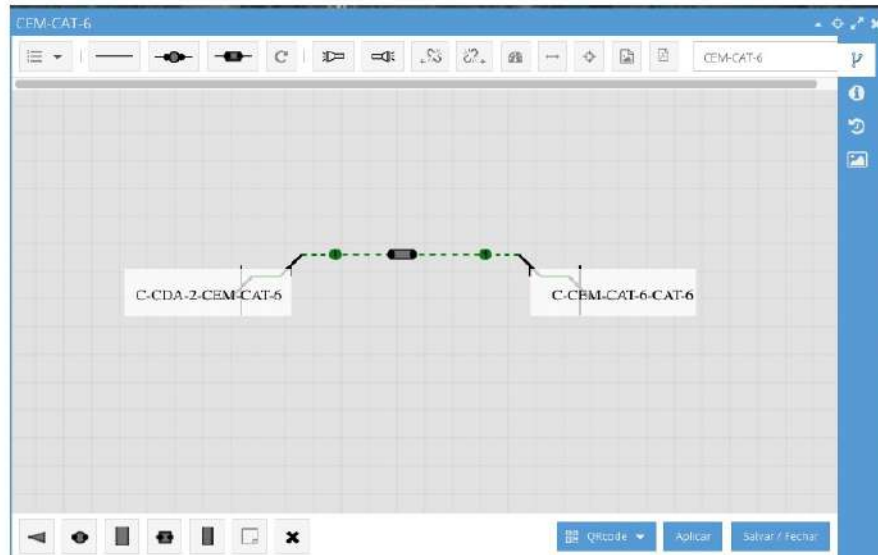 CEM-CAT-6
CEM-CAT-6
C-CDA-2-CEM-CAT-6
C-CEM-CAT-6-CAT-6
QRcode
Aplicar
Salvar / Fechar